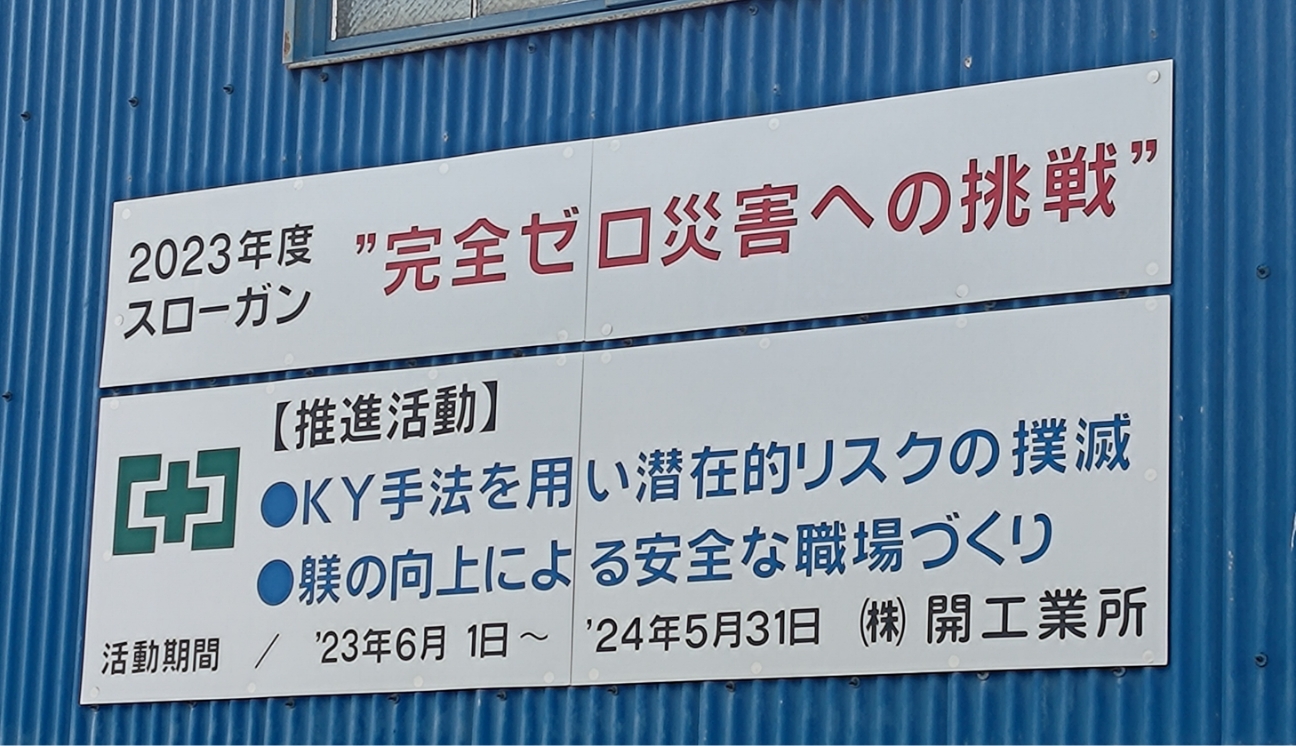 2023年度
スローガン
”完全ゼロ災害への挑戦”
【推進活動】
●KY手法を用い潜在的リスクの撲滅
●躾の向上による安全な職場づくり
活動期間 / ’23年6月 1日～ ’24年5月31日 ㈱ 開工業所